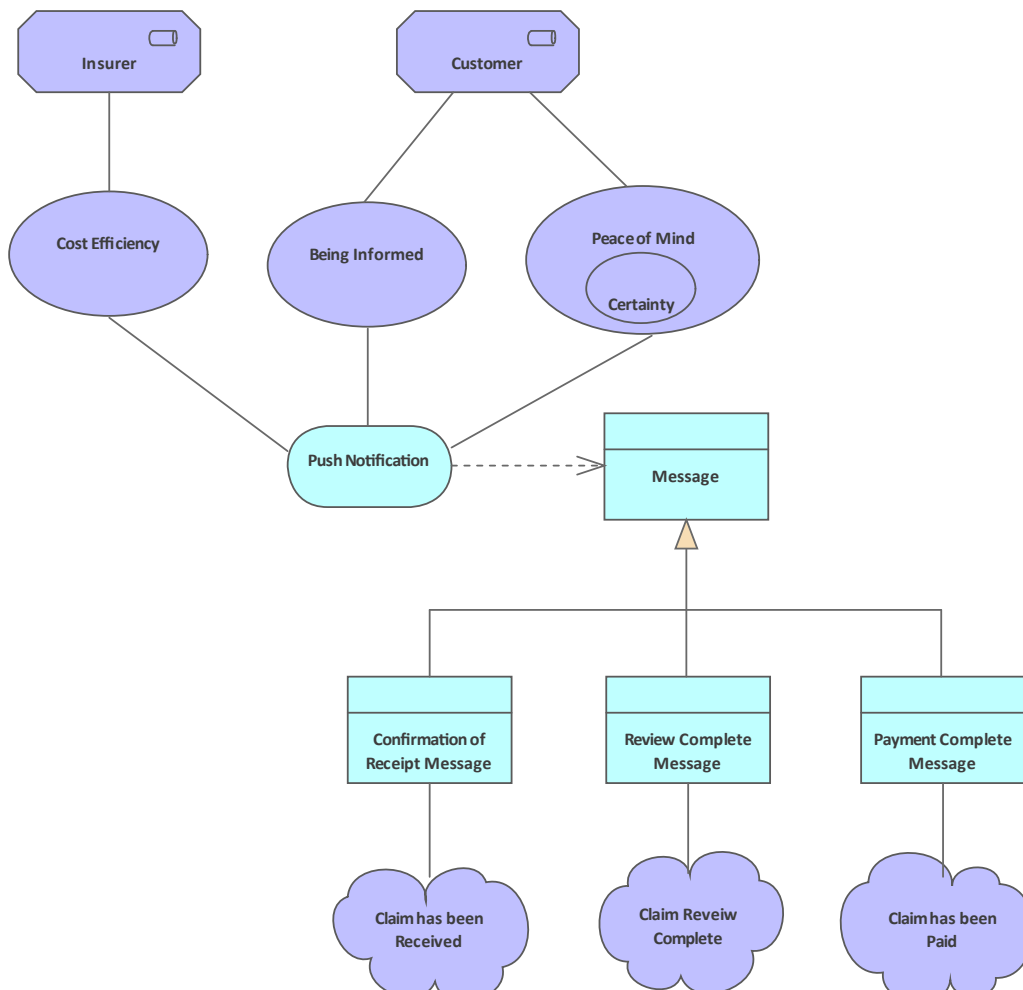 Insurer
Customer
Cost Efficiency
Being Informed
Peace of Mind
Certainty
Push Notification
Message
Confirmation of
Receipt Message
Review Complete
Message
Payment Complete
Message
Claim has been
Received
Claim Reveiw
Complete
Claim has been
Paid